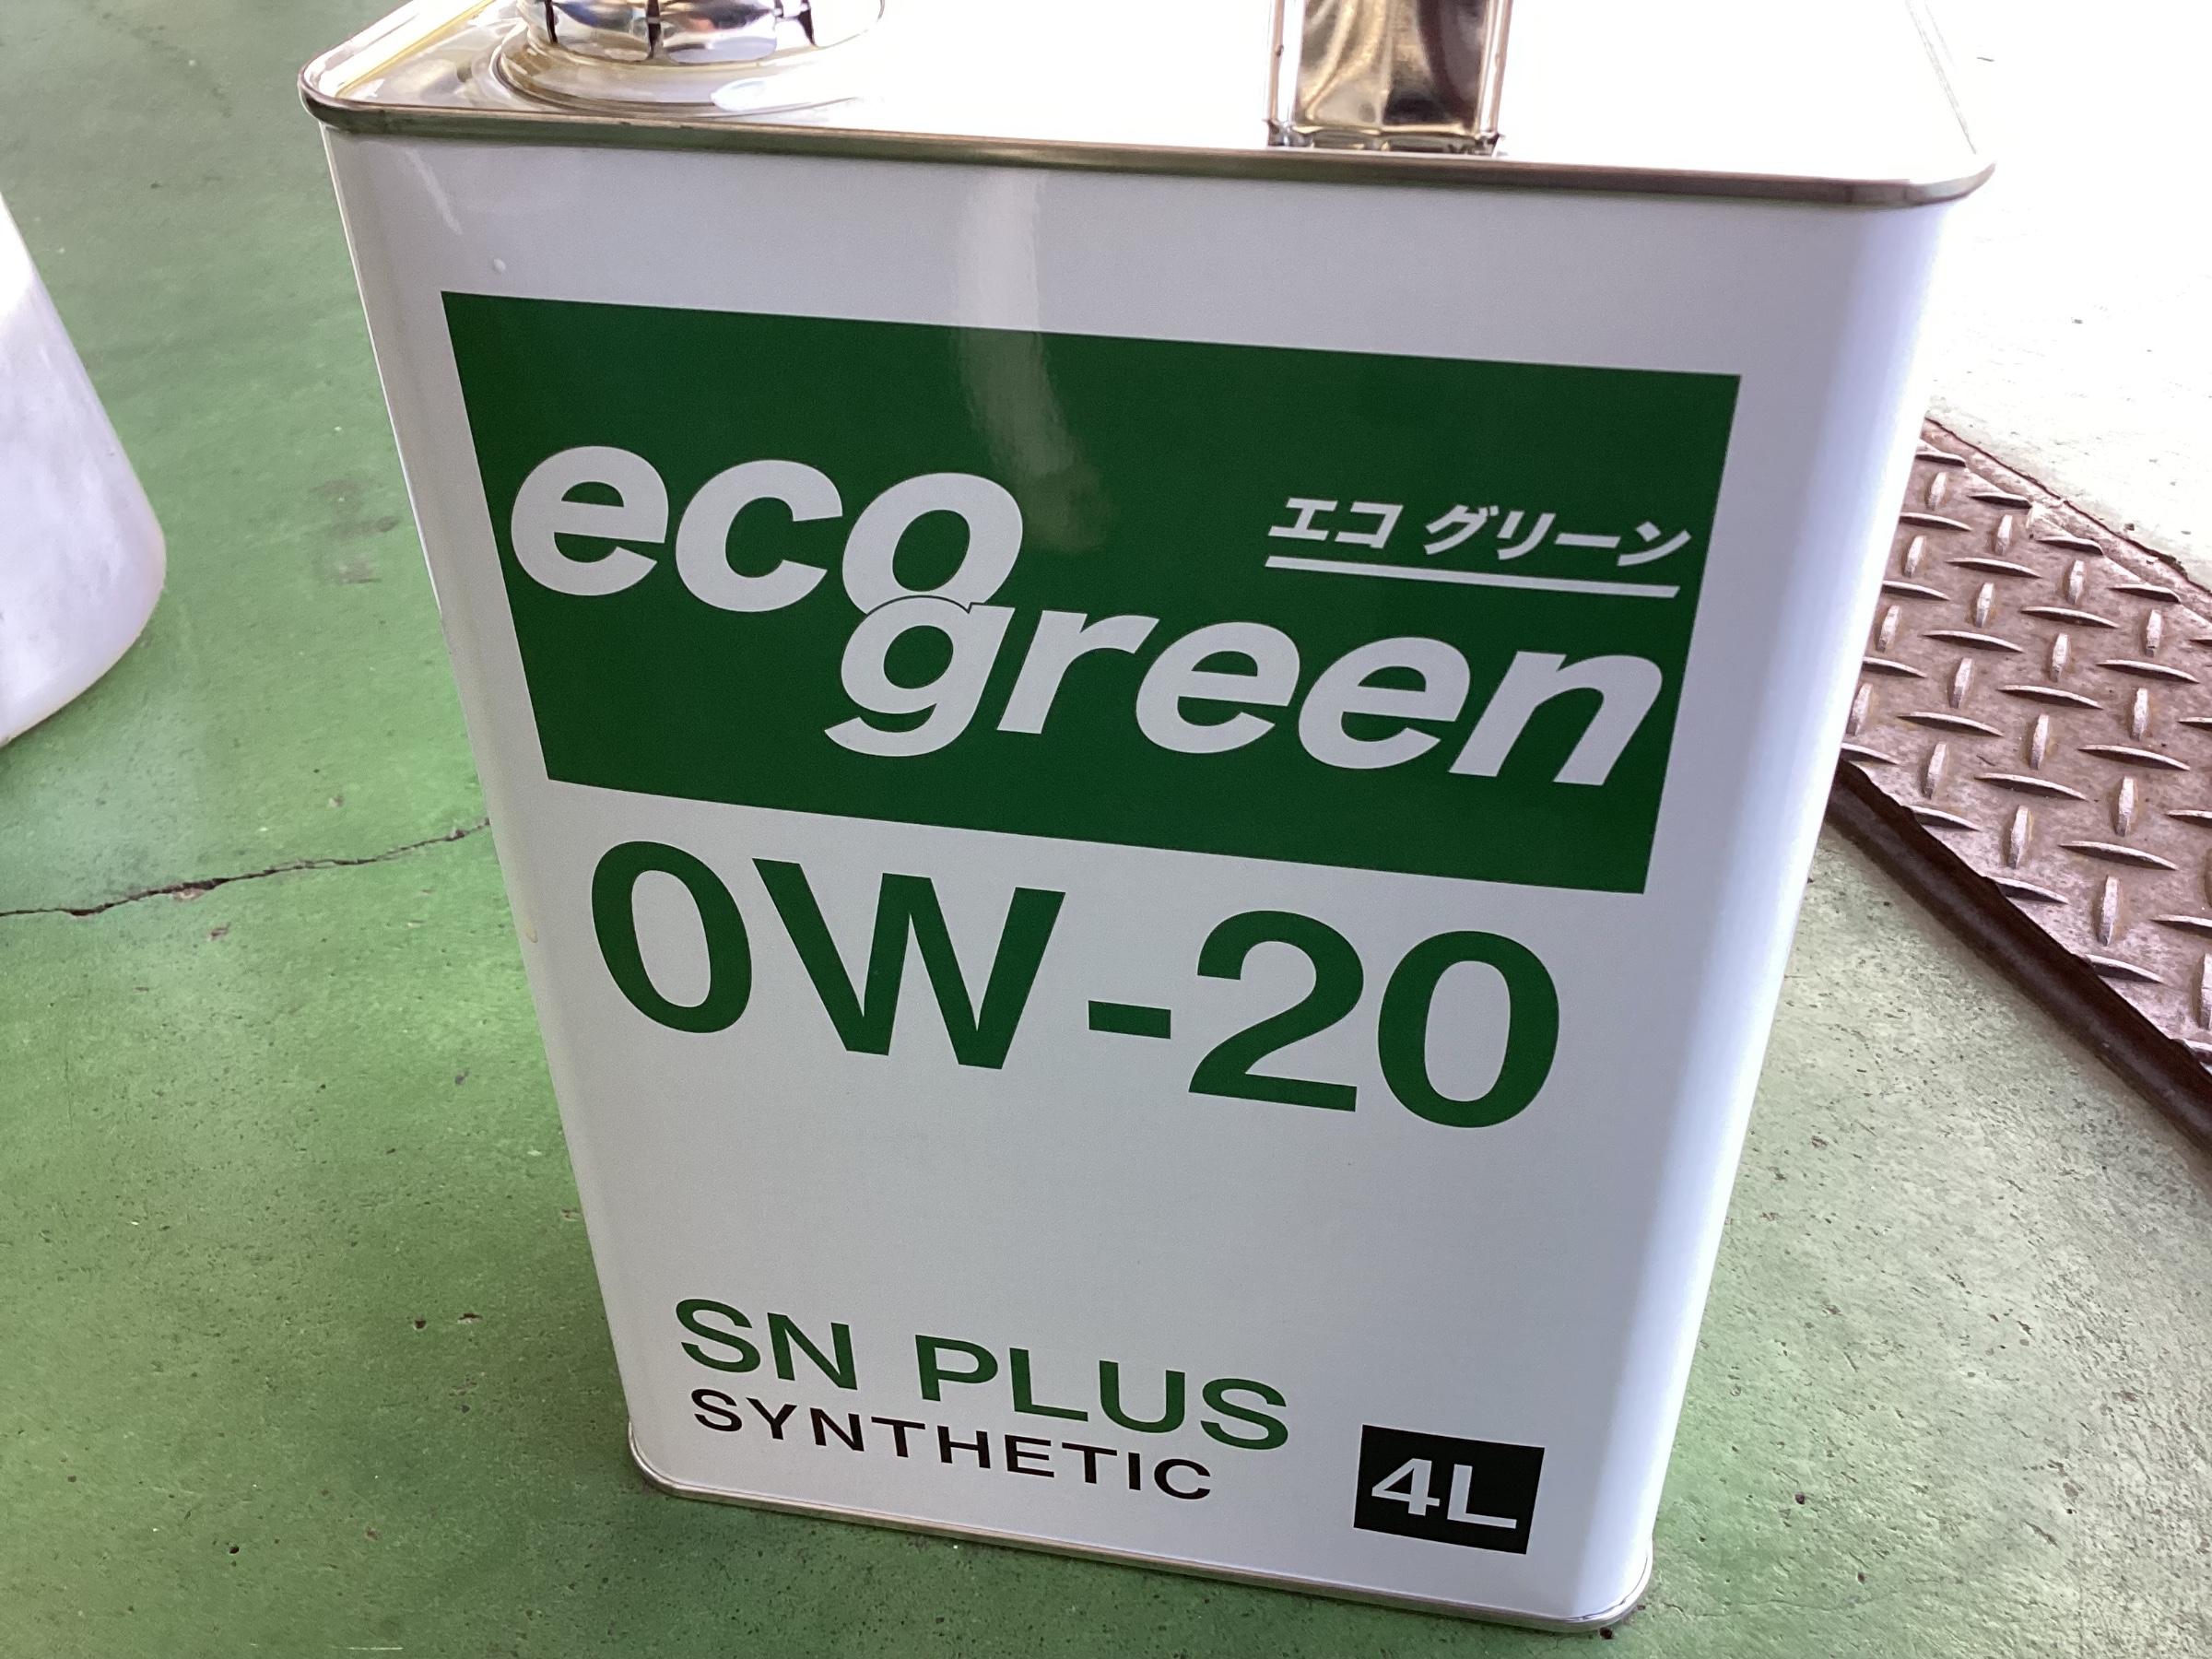 eco
エコ グリーン
green
0W-20
SN PLUS
SYNTHETIC
4L